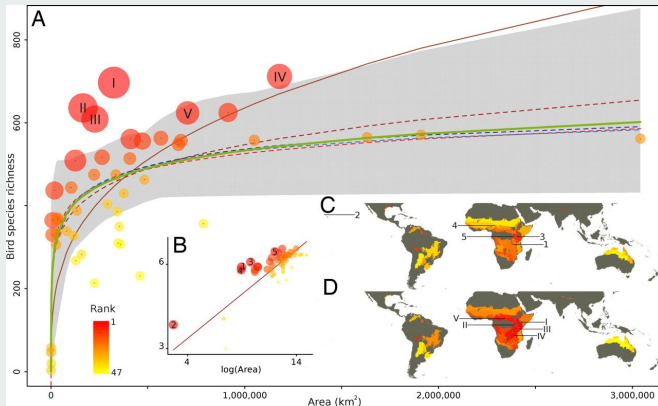 A
800
600
400
200
0
Bird species richness
I
II
III
IV
V
Rank
1
47
B
6
3
1
3
4
5
2
4
14
log(Area)
C
2
4
5
3
1
D
V
II
I
III
IV
0
1,000,000
Area (km²)
2,000,000
3,000,000